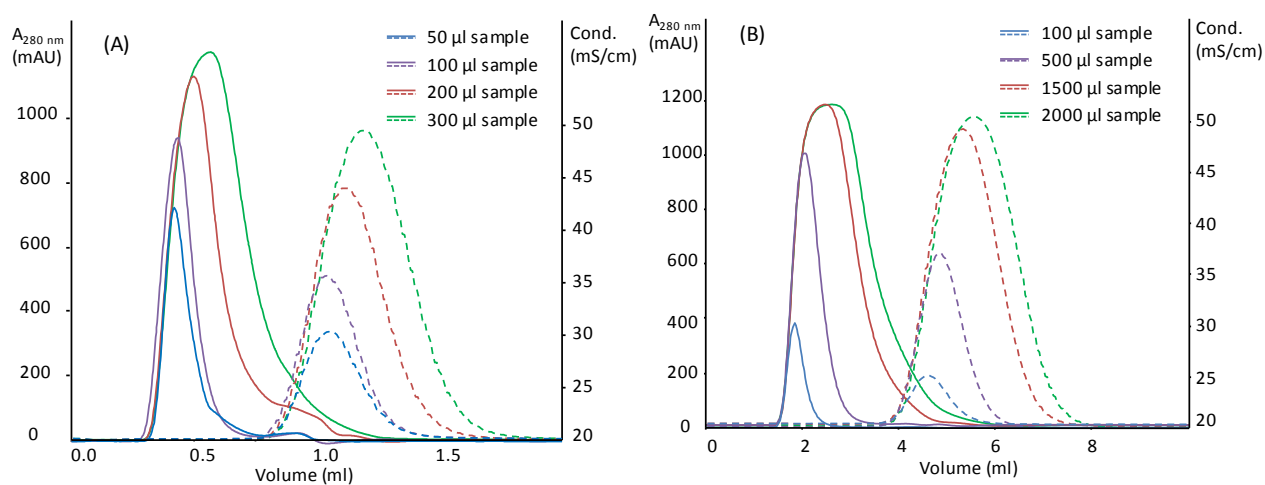 A280 nm
(mAU)
(A)
50 µl sample
100 µl sample
200 µl sample
300 µl sample
Cond.
(mS/cm)
1000
800
600
400
200
0
50
45
40
35
30
25
20
0.0 0.5 1.0 1.5
Volume (ml)
A280 nm
(mAU)
(B)
100 µl sample
500 µl sample
1500 µl sample
2000 µl sample
Cond.
(mS/cm)
1200
1000
800
600
400
200
0
50
45
40
35
30
25
20
0 2 4 6 8
Volume (ml)